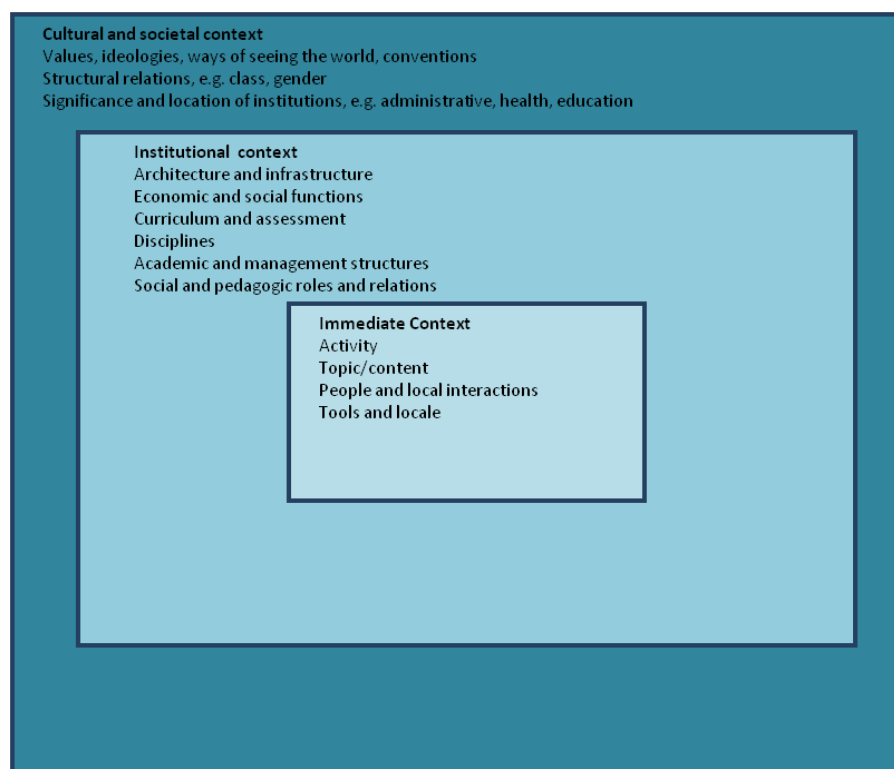 Cultural and societal context
Values, ideologies, ways of seeing the world, conventions
Structural relations, e.g. class, gender
Significance and location of institutions, e.g. administrative, health, education
Institutional context
Architecture and infrastructure
Economic and social functions
Curriculum and assessment
Disciplines
Academic and management structures
Social and pedagogic roles and relations
Immediate Context
Activity
Topic/content
People and local interactions
Tools and locale